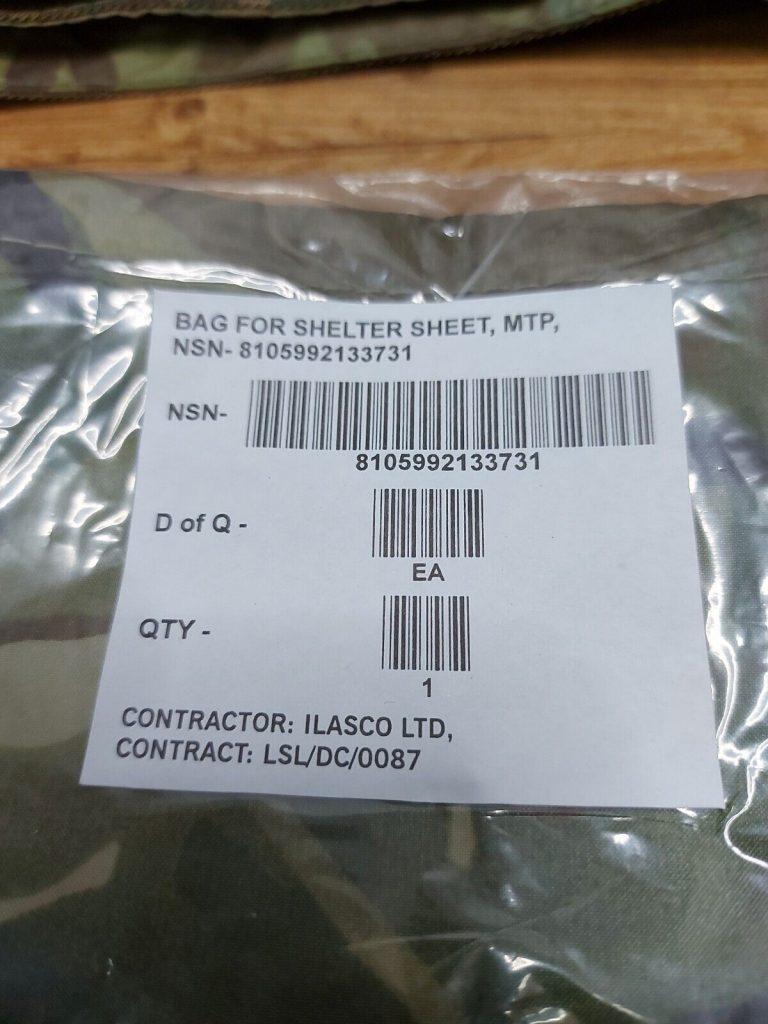 BAG FOR SHELTER SHEET, MTP,
NSN- 8105992133731
NSN-
8105992133731
D of Q -
EA
QTY -
1
CONTRACTOR: ILASCO LTD,
CONTRACT: LSL/DC/0087